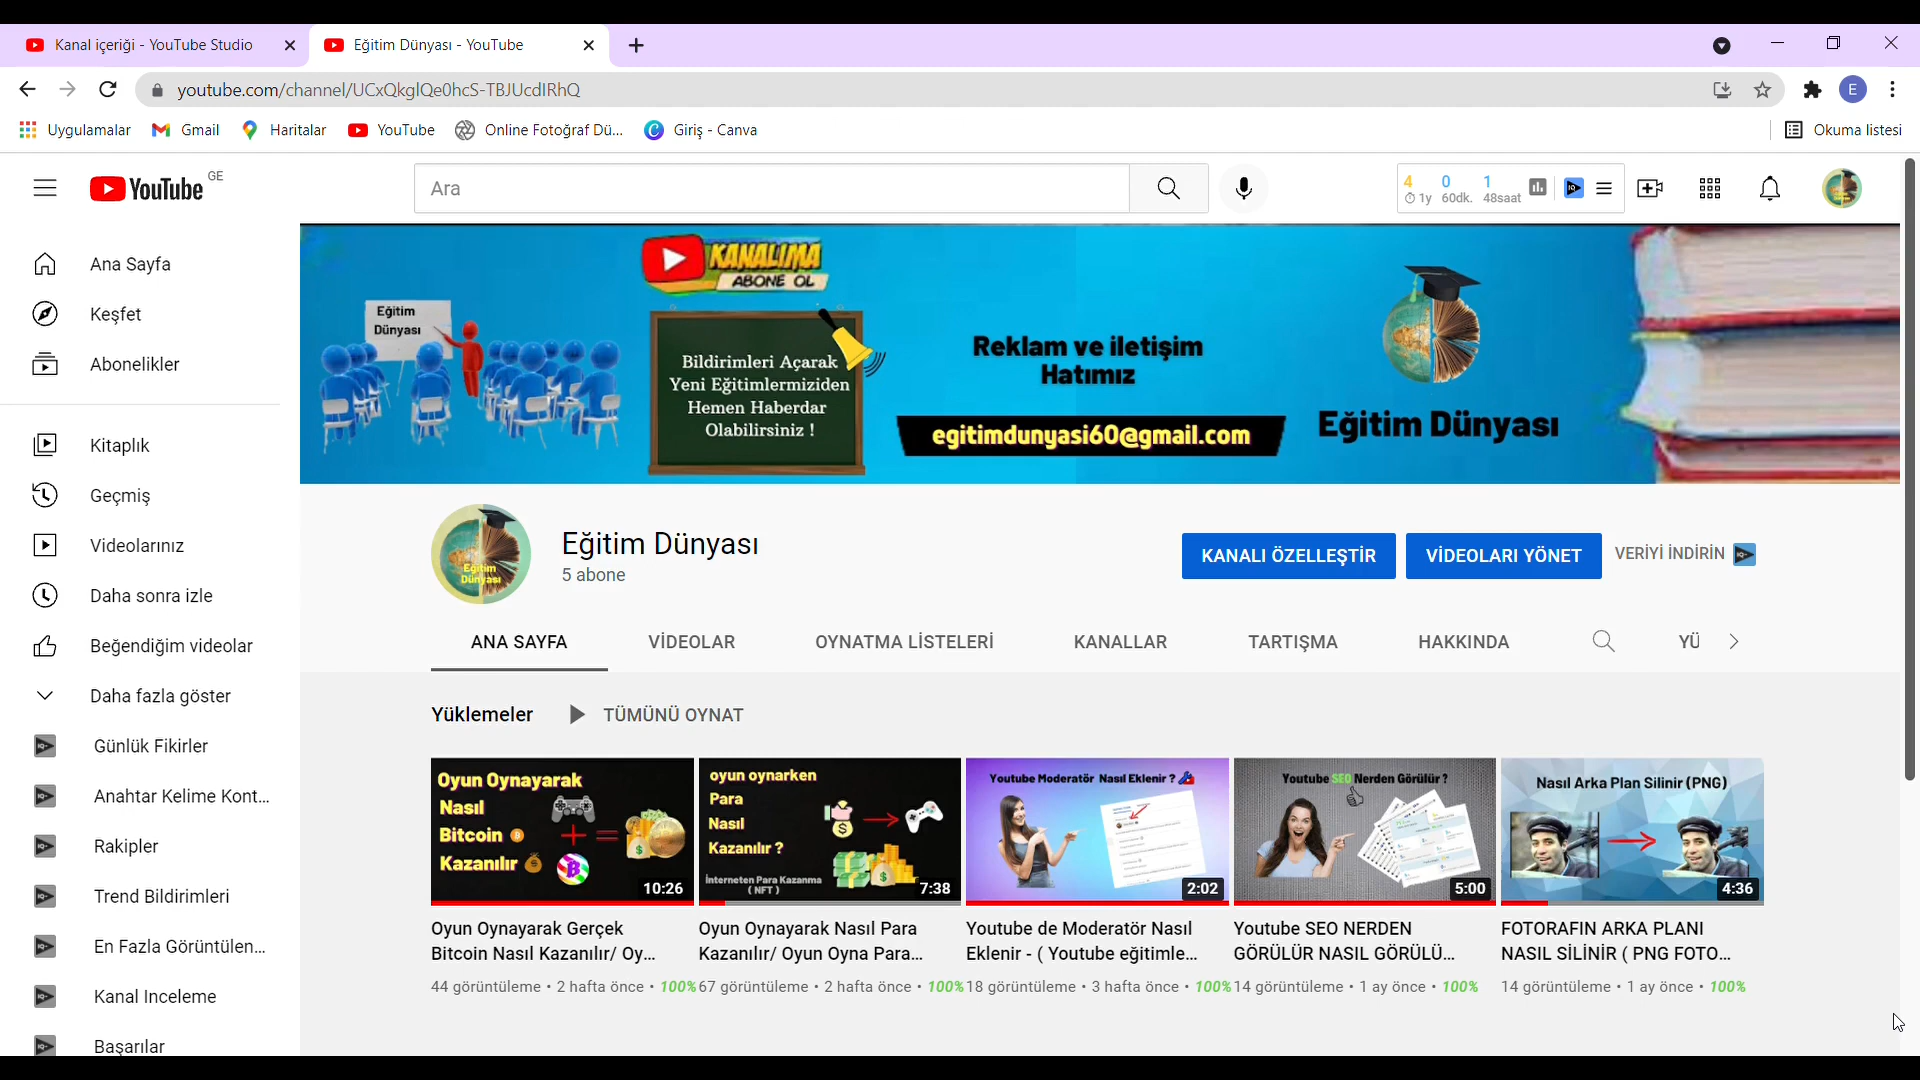 Kanal içeriği - YouTube Studio
Eğitim Dünyası - YouTube
youtube.com/channel/UCxQkglQe0hcS-TBJUcdIRhQ
E
Uygulamalar
Gmail
Haritalar
YouTube
Online Fotoğraf Dü...
Giriş - Canva
Okuma listesi
YouTube GE
Ara
4 0 1
1y 60dk. 48saat
Ana Sayfa
Keşfet
Abonelikler
Kitaplık
Geçmiş
Videolarınız
Daha sonra izle
Beğendiğim videolar
Daha fazla göster
Günlük Fikirler
Anahtar Kelime Kont...
Rakipler
Trend Bildirimleri
En Fazla Görüntülen...
Kanal Inceleme
Başarılar
Eğitim
Dünyası
KANALIMA
ABONE OL
Bildirimleri Açarak
Yeni Eğitimlermiziden
Hemen Haberdar
Olabilirsiniz !
Reklam ve iletişim
Hatımız
egitimdunyasi60@gmail.com
Eğitim Dünyası
Eğitim
Dünyası
Eğitim Dünyası
5 abone
KANALI ÖZELLEŞTİR
VİDEOLARI YÖNET
VERİYİ İNDİRİN
ANA SAYFA
VİDEOLAR
OYNATMA LİSTELERİ
KANALLAR
TARTIŞMA
HAKKINDA
YÜ
Yüklemeler
TÜMÜNÜ OYNAT
Oyun Oynayarak
Nasıl
Bitcoin
Kazanılır
10:26
Oyun Oynayarak Gerçek
Bitcoin Nasıl Kazanılır/ Oy...
44 görüntüleme • 2 hafta önce • 100%
oyun oynarken
Para
Nasıl
Kazanılır ?
İnterneten Para Kazanma
( NFT )
7:38
Oyun Oynayarak Nasıl Para
Kazanılır/ Oyun Oyna Para...
67 görüntüleme • 2 hafta önce • 100%
Youtube Moderatör Nasıl Eklenir ?
2:02
Youtube de Moderatör Nasıl
Eklenir - ( Youtube eğitimle...
18 görüntüleme • 3 hafta önce • 100%
Youtube SEO Nerden Görülür ?
5:00
Youtube SEO NERDEN
GÖRÜLÜR NASIL GÖRÜLÜ...
14 görüntüleme • 1 ay önce • 100%
Nasıl Arka Plan Silinir (PNG)
4:36
FOTORAFIN ARKA PLANI
NASIL SİLİNİR ( PNG FOTO...
14 görüntüleme • 1 ay önce • 100%